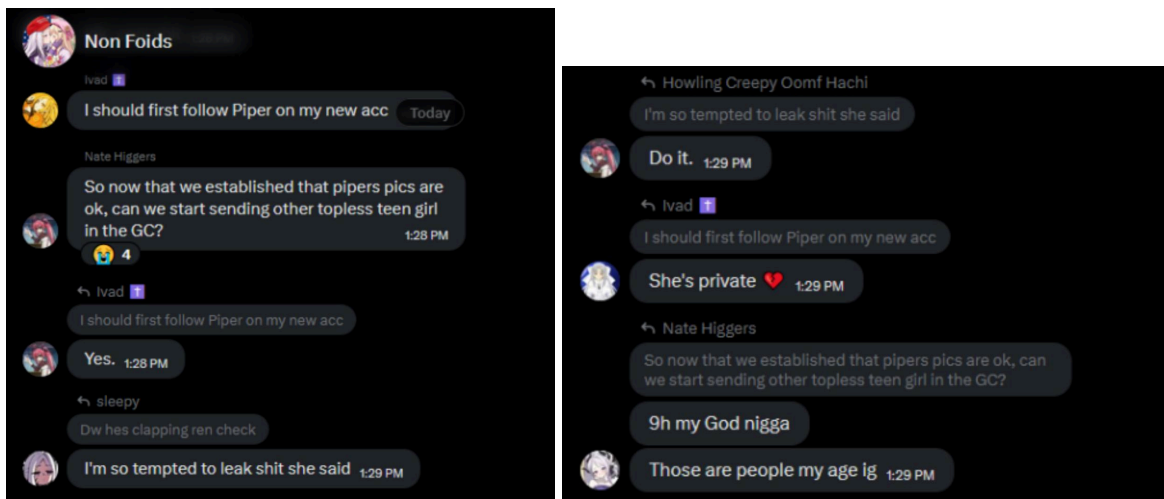 Non Foids
Ivad ✝️
I should first follow Piper on my new acc
Today
Nate Higgers
So now that we established that pipers pics are
ok, can we start sending other topless teen girl
in the GC?
1:28 PM
😭 4
Ivad ✝️
I should first follow Piper on my new acc
Yes. 1:28 PM
sleepy
Dw hes clapping ren check
I'm so tempted to leak shit she said 1:29 PM
Howling Creepy Oomf Hachi
I'm so tempted to leak shit she said
Do it. 1:29 PM
Ivad ✝️
I should first follow Piper on my new acc
She's private 💔 1:29 PM
Nate Higgers
So now that we established that pipers pics are ok, can
we start sending other topless teen girl in the GC?
9h my God nigga
Those are people my age ig 1:29 PM